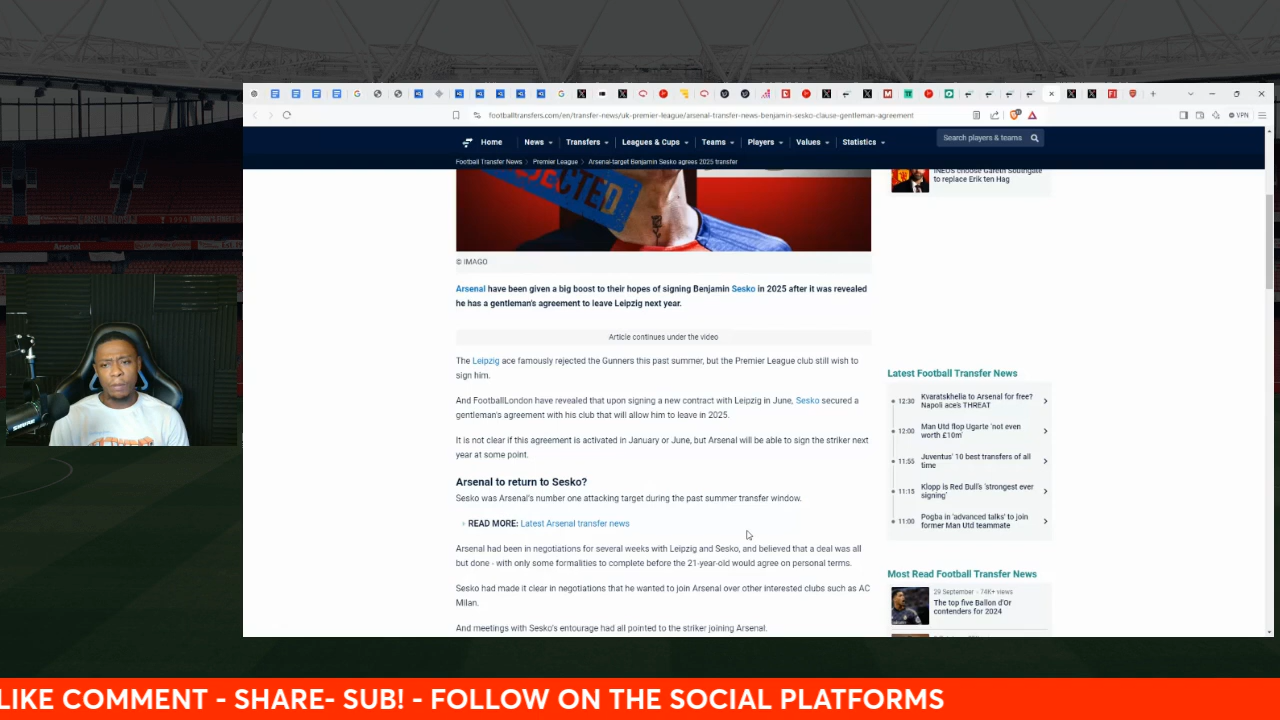 footballtransfers.com/en/transfer-news/uk-premier-league/arsenal-transfer-news-benjamin-sesko-clause-gentleman-agreement
VPN
Home News Transfers Leagues & Cups Teams Players Values Statistics
Search players & teams
Football Transfer News > Premier League > Arsenal-target Benjamin Sesko agrees 2025 transfer
REJECTED
INEOS choose Gareth Southgate
to replace Erik ten Hag
© IMAGO
Arsenal have been given a big boost to their hopes of signing Benjamin Sesko in 2025 after it was revealed
he has a gentleman's agreement to leave Leipzig next year.
Article continues under the video
The Leipzig ace famously rejected the Gunners this past summer, but the Premier League club still wish to
sign him.
And FootballLondon have revealed that upon signing a new contract with Leipzig in June, Sesko secured a
gentleman's agreement with his club that will allow him to leave in 2025.
It is not clear if this agreement is activated in January or June, but Arsenal will be able to sign the striker next
year at some point.
Arsenal to return to Sesko?
Sesko was Arsenal's number one attacking target during the past summer transfer window.
READ MORE: Latest Arsenal transfer news
Arsenal had been in negotiations for several weeks with Leipzig and Sesko, and believed that a deal was all
but done - with only some formalities to complete before the 21-year-old would agree on personal terms.
Sesko had made it clear in negotiations that he wanted to join Arsenal over other interested clubs such as AC
Milan.
And meetings with Sesko's entourage had all pointed to the striker joining Arsenal.
Latest Football Transfer News
12:30 Kvaratskhelia to Arsenal for free?
Napoli ace's THREAT
12:00 Man Utd flop Ugarte 'not even
worth £10m'
11:55 Juventus' 10 best transfers of all
time
11:15 Klopp is Red Bull's 'strongest ever
signing'
11:00 Pogba in 'advanced talks' to join
former Man Utd teammate
Most Read Football Transfer News
29 September - 74K+ views
The top five Ballon d'Or
contenders for 2024
Arsenal
LIKE COMMENT - SHARE- SUB! - FOLLOW ON THE SOCIAL PLATFORMS